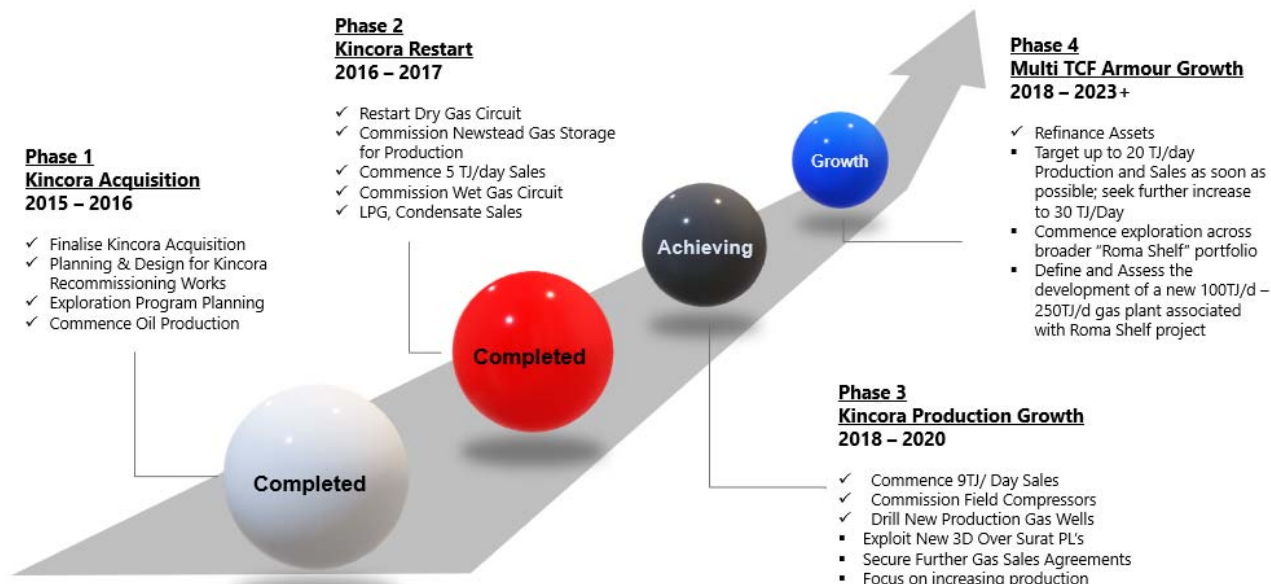 Phase 1
Kincora Acquisition
2015 – 2016
✓ Finalise Kincora Acquisition
✓ Planning & Design for Kincora
Recommissioning Works
✓ Exploration Program Planning
✓ Commence Oil Production
Completed
Phase 2
Kincora Restart
2016 – 2017
✓ Restart Dry Gas Circuit
✓ Commission Newstead Gas Storage
for Production
✓ Commence 5 TJ/day Sales
✓ Commission Wet Gas Circuit
✓ LPG, Condensate Sales
Completed
Phase 3
Kincora Production Growth
2018 – 2020
✓ Commence 9TJ/ Day Sales
✓ Commission Field Compressors
✓ Drill New Production Gas Wells
▪ Exploit New 3D Over Surat PL's
▪ Secure Further Gas Sales Agreements
▪ Focus on increasing production
Achieving
Phase 4
Multi TCF Armour Growth
2018 – 2023+
✓ Refinance Assets
▪ Target up to 20 TJ/day
Production and Sales as soon as
possible; seek further increase
to 30 TJ/Day
▪ Commence exploration across
broader "Roma Shelf" portfolio
▪ Define and Assess the
development of a new 100TJ/d –
250TJ/d gas plant associated
with Roma Shelf project
Growth